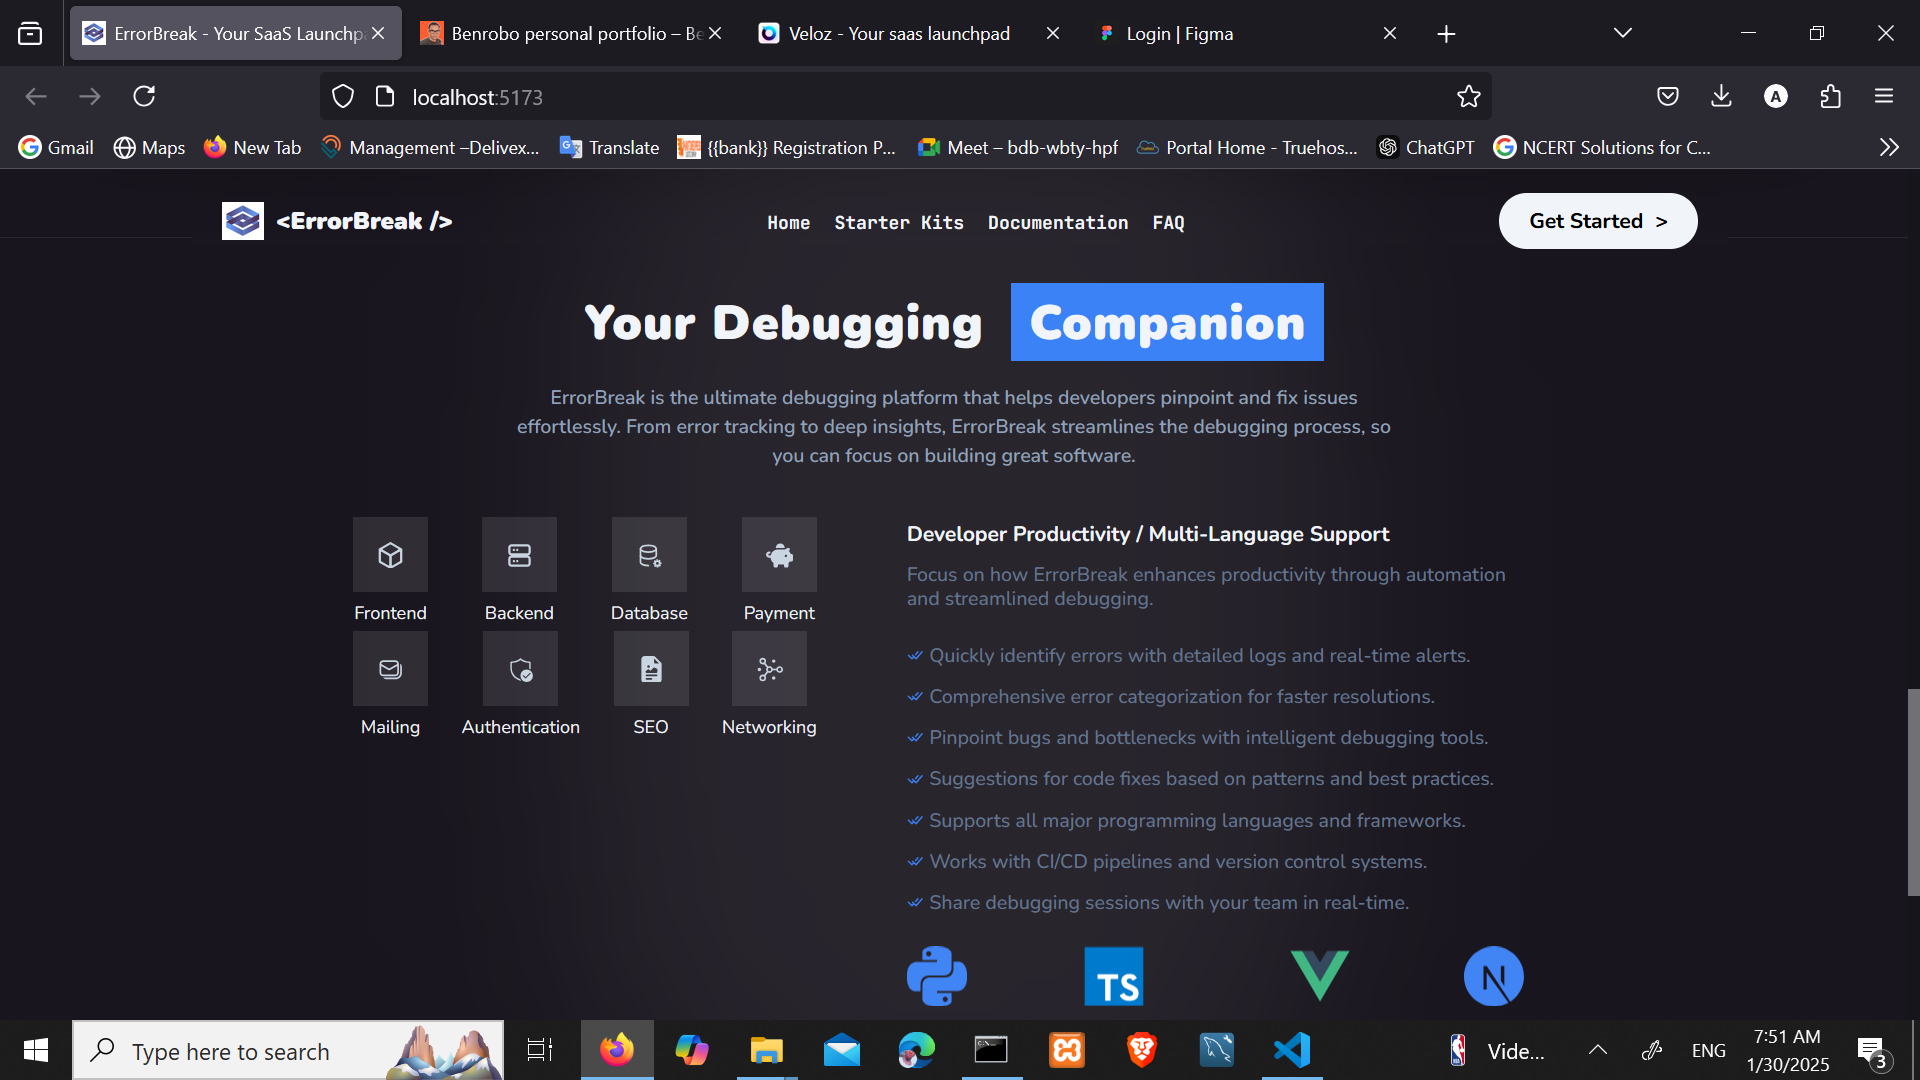 ErrorBreak - Your SaaS Launchp
Benrobo personal portfolio – Be
Veloz - Your saas launchpad
Login | Figma
localhost:5173
A
Gmail
Maps
New Tab
Management –Delivex...
Translate
{{bank}} Registration P...
Meet – bdb-wbty-hpf
Portal Home - Truehos...
ChatGPT
NCERT Solutions for C...
<ErrorBreak />
Home
Starter Kits
Documentation
FAQ
Get Started >
Your Debugging Companion
ErrorBreak is the ultimate debugging platform that helps developers pinpoint and fix issues
effortlessly. From error tracking to deep insights, ErrorBreak streamlines the debugging process, so
you can focus on building great software.
Frontend
Backend
Database
Payment
Mailing
Authentication
SEO
Networking
Developer Productivity / Multi-Language Support
Focus on how ErrorBreak enhances productivity through automation
and streamlined debugging.
Quickly identify errors with detailed logs and real-time alerts.
Comprehensive error categorization for faster resolutions.
Pinpoint bugs and bottlenecks with intelligent debugging tools.
Suggestions for code fixes based on patterns and best practices.
Supports all major programming languages and frameworks.
Works with CI/CD pipelines and version control systems.
Share debugging sessions with your team in real-time.
TS
N
Type here to search
Vide...
ENG
7:51 AM
1/30/2025
3